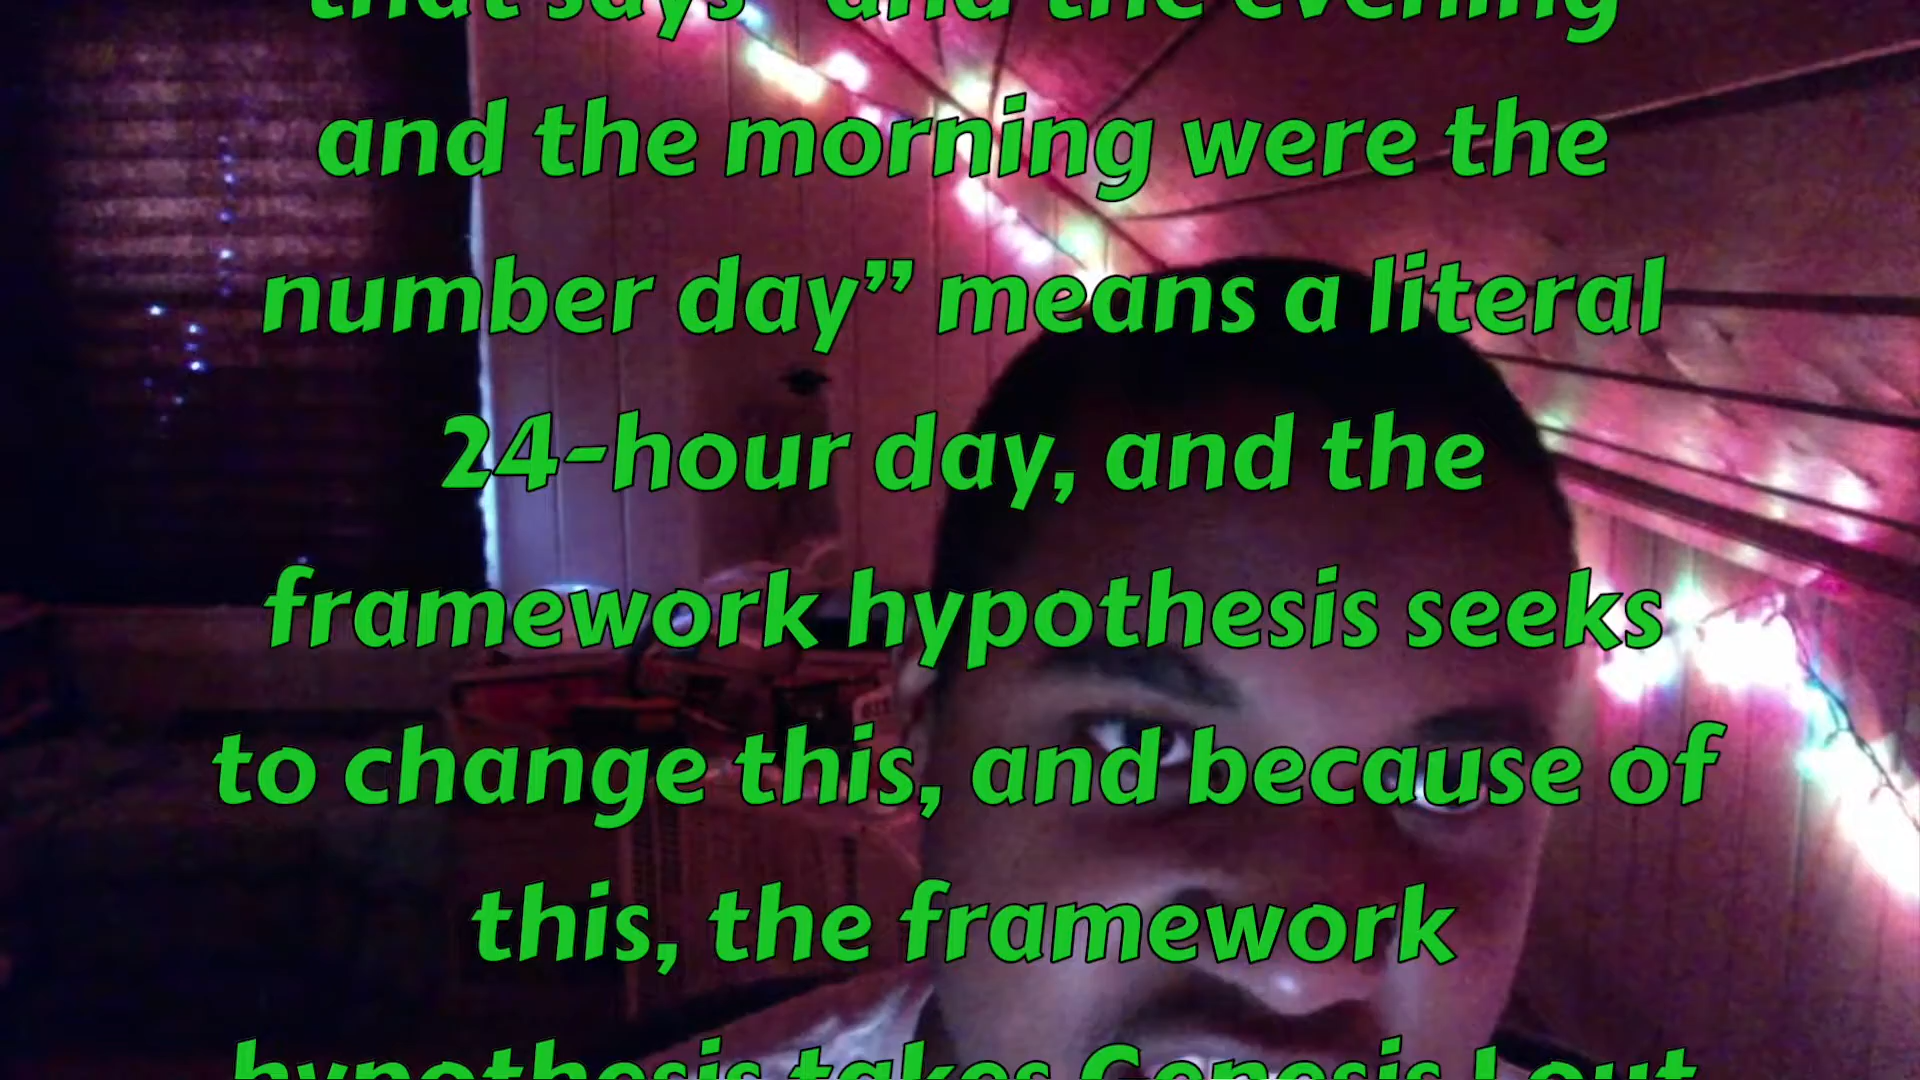 that says “and the evening
and the morning were the
number day” means a literal
24-hour day, and the
framework hypothesis seeks
to change this, and because of
this, the framework
hypothesis takes Genesis 1 out